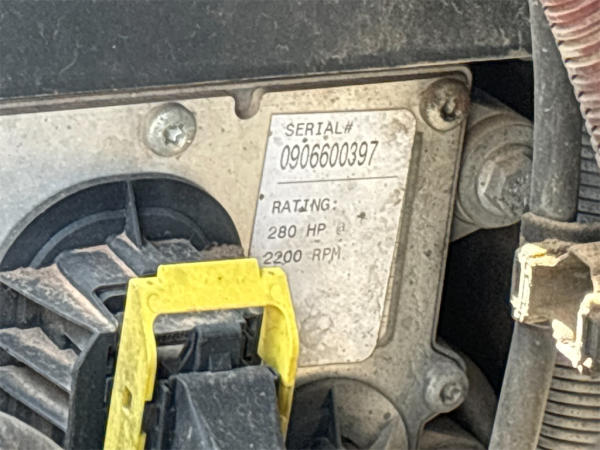 SERIAL#
0906600397
RATING:
280 HP @
2200 RPM